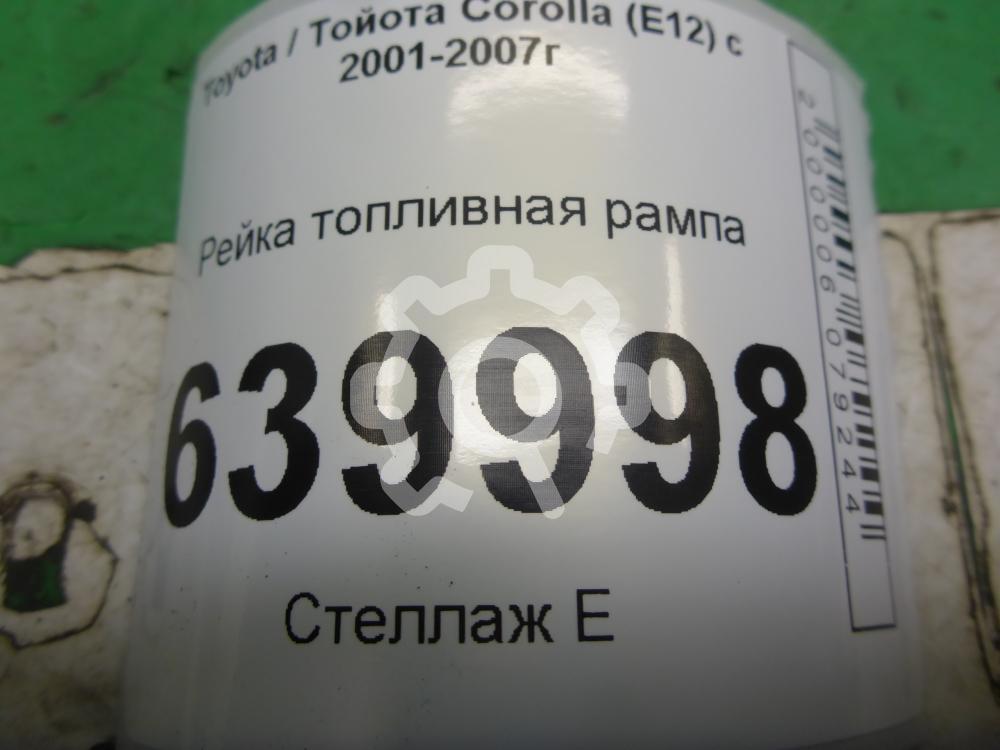 Toyota / Тойота Corolla (E12) с
2001-2007г
Рейка топливная рампа
639998
Стеллаж Е
2000006079244